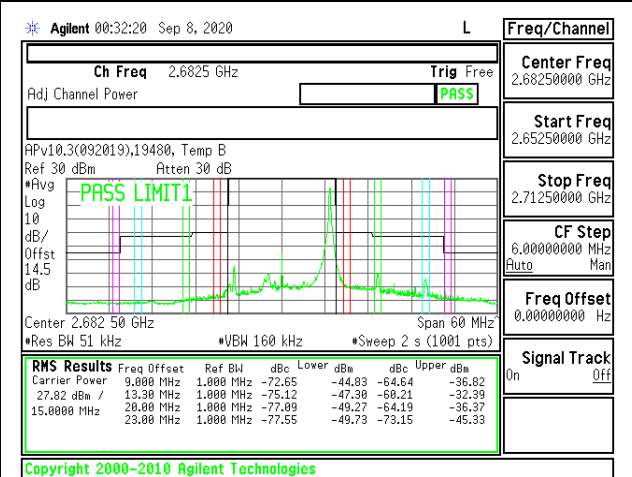 Agilent 00:32:20 Sep 8, 2020 L Freq/Channel
Ch Freq 2.6825 GHz Trig Free
Adj Channel Power PASS
APv10.3(092019),19480, Temp B
Ref 30 dBm Atten 30 dB
#Avg
Log
10
dB/
Offst
14.5
dB
PASS LIMIT1
Center 2.682 50 GHz Span 60 MHz^
#Res BW 51 kHz #VBW 160 kHz #Sweep 2 s (1001 pts)
RMS Results Freq Offset Ref BW dBc Lower dBm dBc Upper dBm
Carrier Power 9.000 MHz 1.000 MHz -72.65 -44.83 -64.64 -36.82
27.82 dBm / 13.30 MHz 1.000 MHz -75.12 -47.30 -60.21 -32.39
15.0000 MHz 20.00 MHz 1.000 MHz -77.09 -49.27 -64.19 -36.37
23.00 MHz 1.000 MHz -77.55 -49.73 -73.15 -45.33
Copyright 2000-2010 Agilent Technologies
Center Freq
2.68250000 GHz
Start Freq
2.65250000 GHz
Stop Freq
2.71250000 GHz
CF Step
6.00000000 MHz
Auto Man
Freq Offset
0.00000000 Hz
Signal Track
On Off